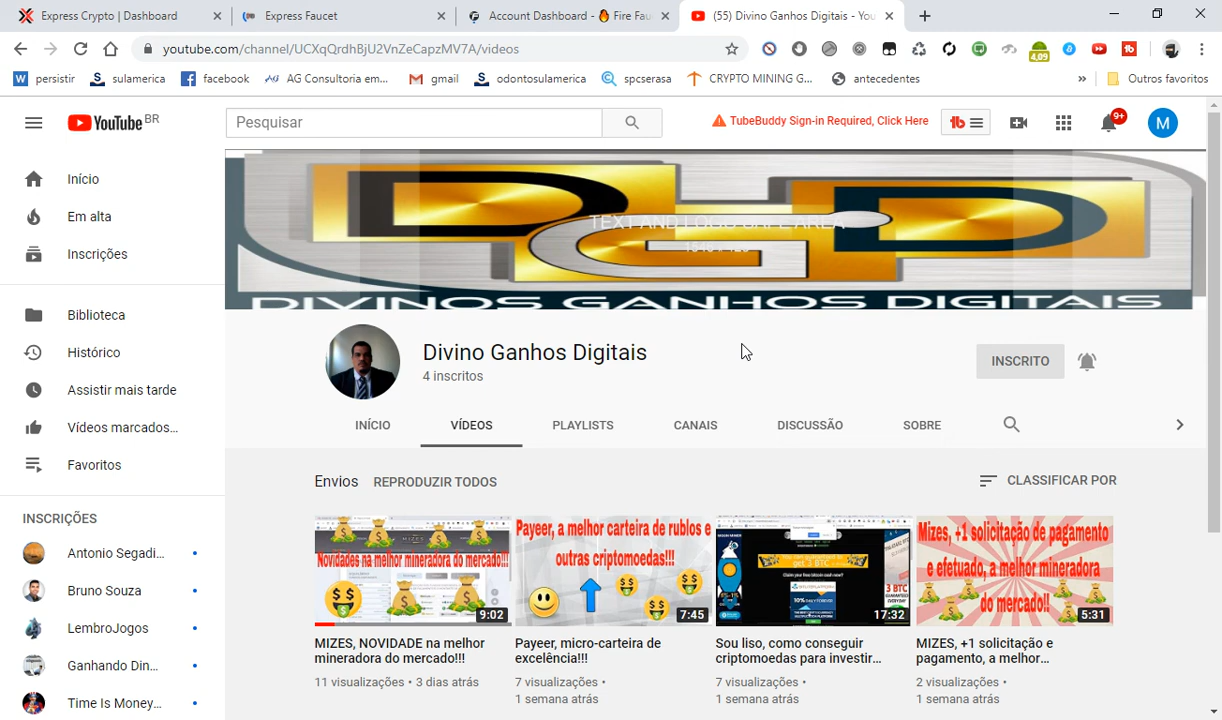 Express Crypto | Dashboard
Express Faucet
Account Dashboard - 🔥 Fire Fau
(55) Divino Ganhos Digitais - You
youtube.com/channel/UCXqQrdhBjU2VnZeCapzMV7A/videos
4,09
persistir
sulamerica
facebook
AG Consultoria em...
gmail
odontosulamerica
spcserasa
CRYPTO MINING G...
antecedentes
»
Outros favoritos
YouTube BR
Pesquisar
TubeBuddy Sign-in Required, Click Here
9+
M
Início
Em alta
Inscrições
Biblioteca
Histórico
Assistir mais tarde
Vídeos marcados...
Favoritos
INSCRIÇÕES
Antonio Segadi...
Bruno Souza
LembroJogos
Ganhando Din...
Time Is Money...
DGD
DIVINOS GANHOS DIGITAIS
Divino Ganhos Digitais
4 inscritos
INSCRITO
INÍCIO
VÍDEOS
PLAYLISTS
CANAIS
DISCUSSÃO
SOBRE
Envios
REPRODUZIR TODOS
CLASSIFICAR POR
Novidades na melhor
mineradora do mercado!!!
9:02
MIZES, NOVIDADE na melhor
mineradora do mercado!!!
11 visualizações • 3 dias atrás
Payeer, a melhor carteira de rublos e
outras criptomoedas!!!
7:45
Payeer, micro-carteira de
excelência!!!
7 visualizações •
1 semana atrás
17:32
Sou liso, como conseguir
criptomoedas para investir...
7 visualizações •
1 semana atrás
Mizes, +1 solicitação de pagamento
e efetuado, a melhor mineradora
do mercado!!
5:31
MIZES, +1 solicitação e
pagamento, a melhor...
2 visualizações •
1 semana atrás